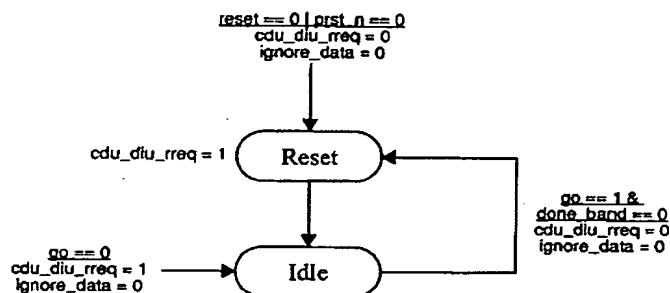 reset == 0 | prst_n == 0
cdu_diu_rreq = 0
ignore_data = 0
cdu_diu_rreq = 1
Reset
go == 1 &
done_band == 0
cdu_diu_rreq = 0
ignore_data = 0
go == 0
cdu_diu_rreq = 1
ignore_data = 0
Idle